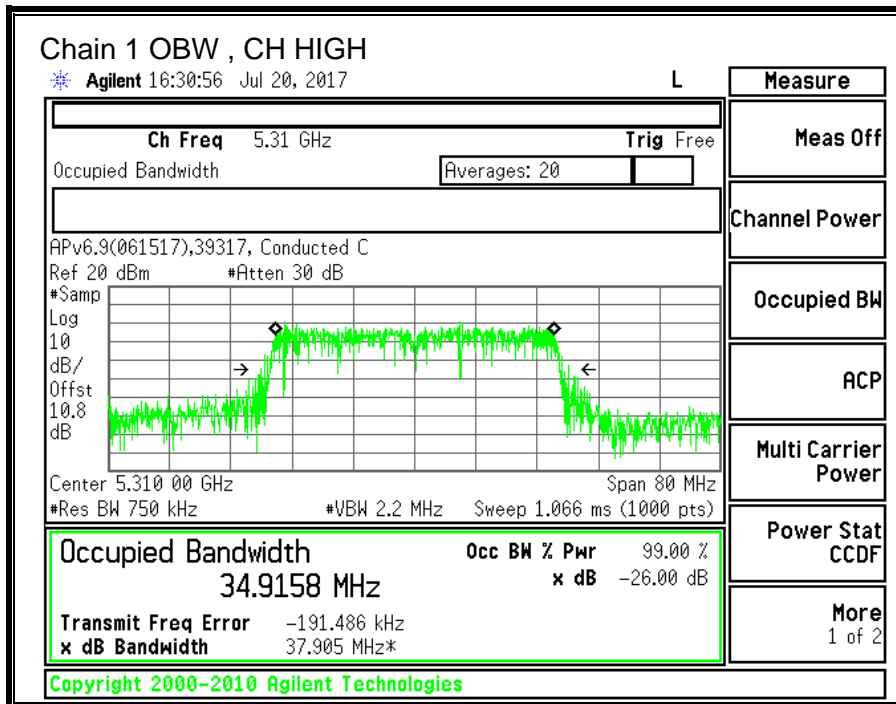 Chain 1 OBW , CH HIGH
Agilent 16:30:56 Jul 20, 2017 L
Measure
Ch Freq 5.31 GHz Trig Free
Meas Off
Occupied Bandwidth Averages: 20
Channel Power
APv6.9(061517),39317, Conducted C
Ref 20 dBm #Atten 30 dB
#Samp
Log
10
dB/
Offst
10.8
dB
Occupied BW
ACP
Multi Carrier
Power
Center 5.310 00 GHz Span 80 MHz
#Res BW 750 kHz #VBW 2.2 MHz Sweep 1.066 ms (1000 pts)
Occupied Bandwidth Occ BW % Pwr 99.00 %
34.9158 MHz x dB -26.00 dB
Power Stat
CCDF
Transmit Freq Error -191.486 kHz
x dB Bandwidth 37.905 MHz*
More
1 of 2
Copyright 2000-2010 Agilent Technologies